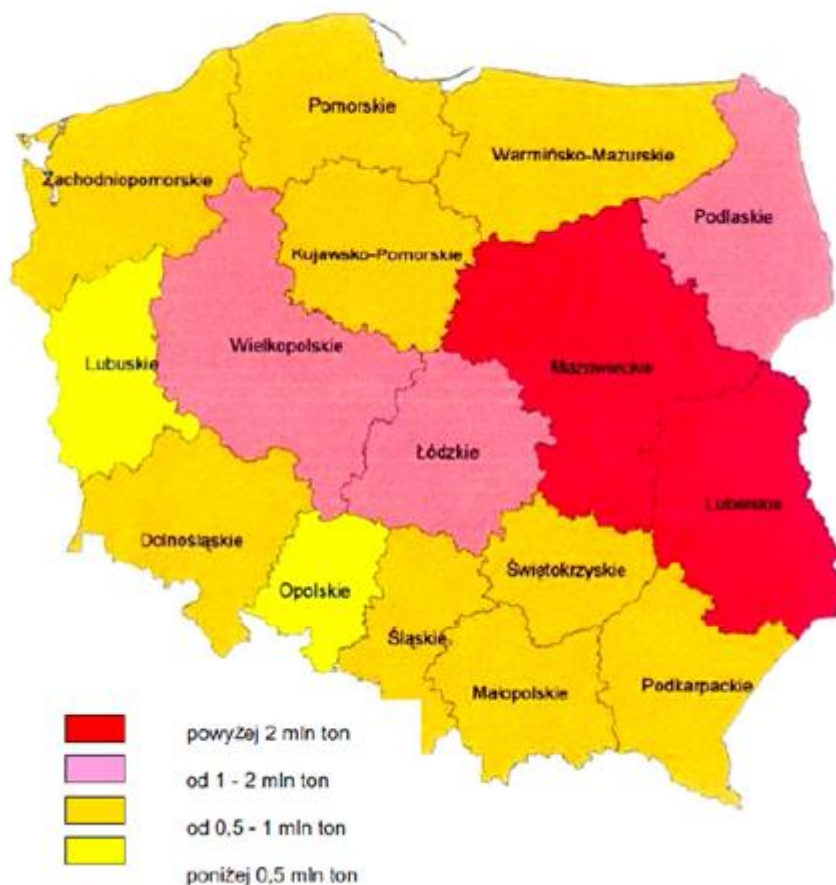 Pomorskie
Warmińsko-Mazurskie
Zachodniopomorskie
Podlaskie
Kujawsko-Pomorskie
Wielkopolskie
Mazowieckie
Lubuskie
Łódzkie
Lubelskie
Dolnośląskie
Świętokrzyskie
Opolskie
Śląskie
Podkarpackie
Małopolskie
powyżej 2 mln ton
od 1 - 2 mln ton
od 0,5 - 1 mln ton
poniżej 0,5 mln ton